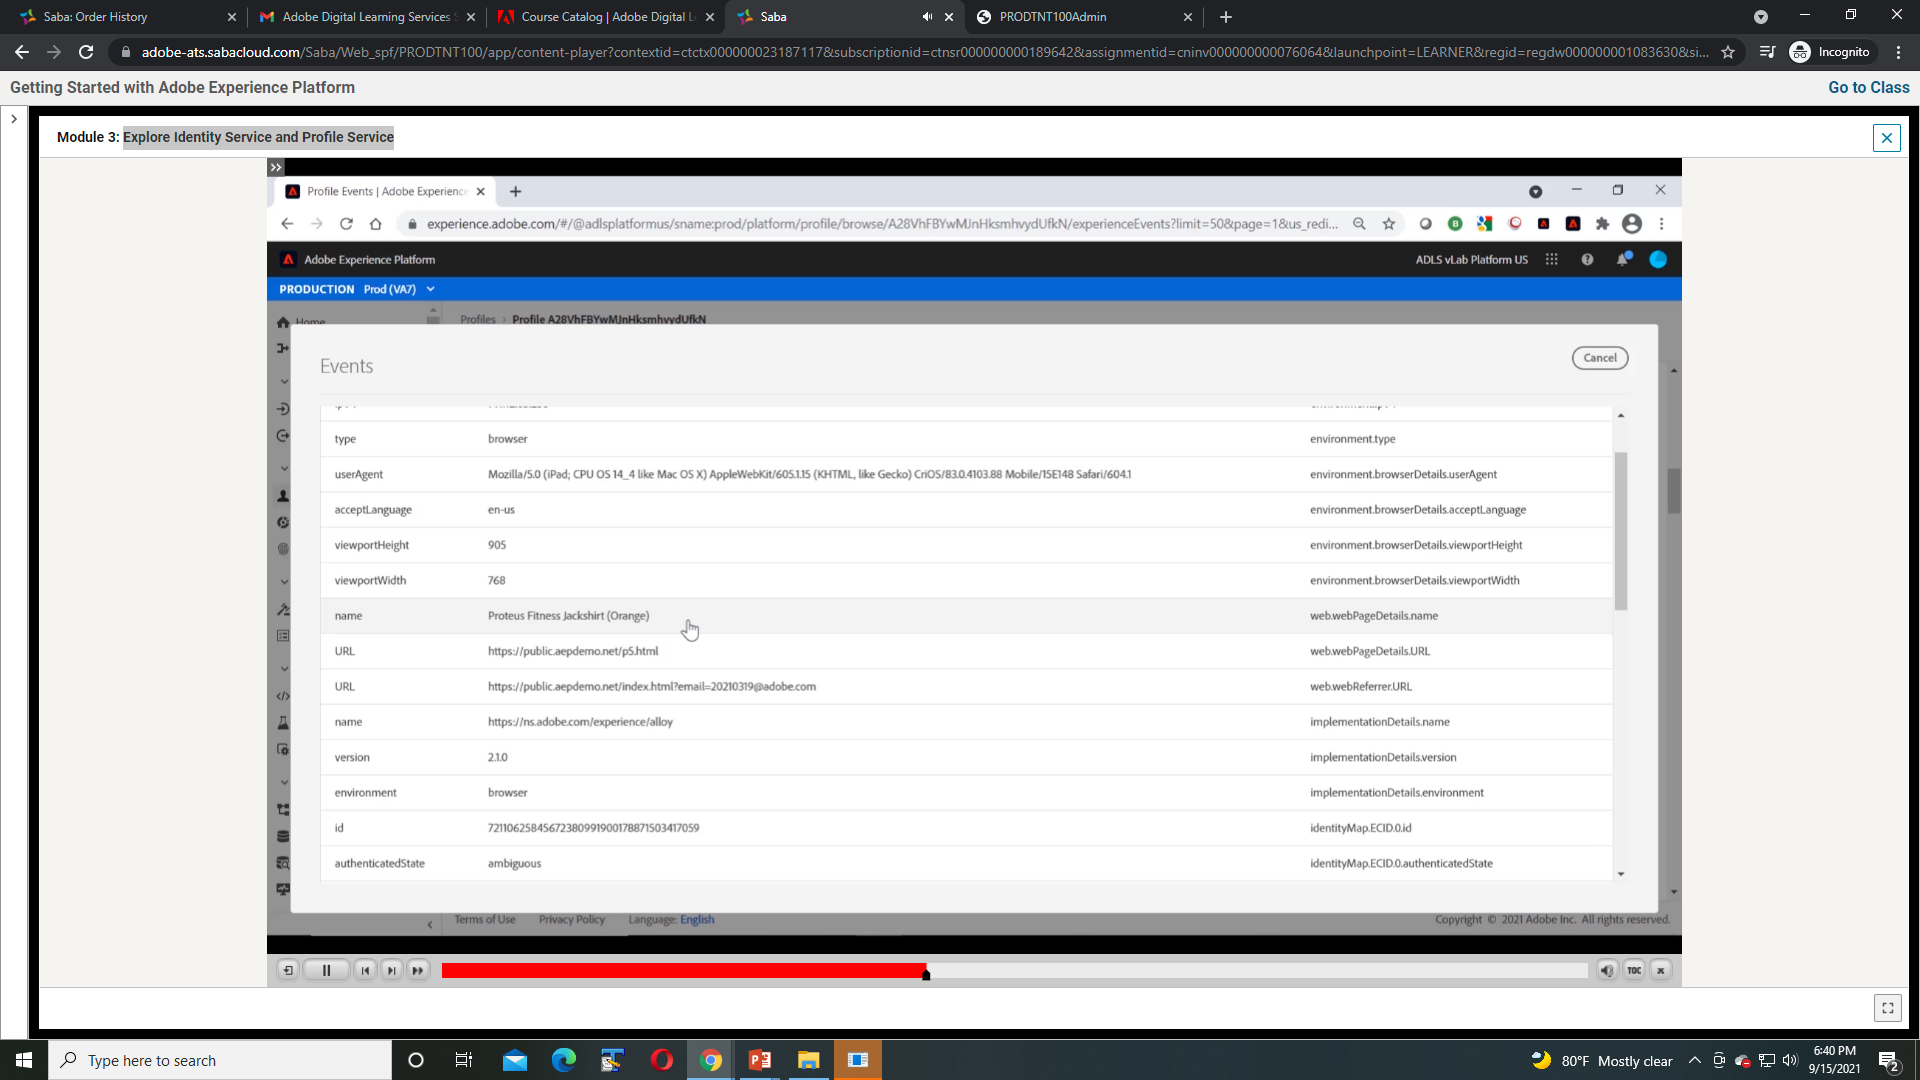 Saba: Order History
Adobe Digital Learning Services S
Course Catalog | Adobe Digital L
Saba
PRODTNT100Admin
adobe-ats.sabacloud.com/Saba/Web_spf/PRODTNT100/app/content-player?contextid=ctctx000000023187117&subscriptionid=ctnsr000000000189642&assignmentid=cninv000000000076064&launchpoint=LEARNER&regid=regdw000000001083630&si...
Incognito
Getting Started with Adobe Experience Platform
Go to Class
Module 3: Explore Identity Service and Profile Service
Profile Events | Adobe Experience
experience.adobe.com/#/@adlsplatformus/sname:prod/platform/profile/browse/A28VhFBYwMJnHksmhvydUfkN/experienceEvents?limit=50&page=1&us_redi...
Adobe Experience Platform
ADLS vLab Platform US
PRODUCTION Prod (VA7)
Home
Profiles > Profile A28VhFBYwMJnHksmhvydUfkN
Events
Cancel
type browser environment.type
userAgent Mozilla/5.0 (iPad; CPU OS 14_4 like Mac OS X) AppleWebKit/605.1.15 (KHTML, like Gecko) CriOS/83.0.4103.88 Mobile/15E148 Safari/604.1 environment.browserDetails.userAgent
acceptLanguage en-us environment.browserDetails.acceptLanguage
viewportHeight 905 environment.browserDetails.viewportHeight
viewportWidth 768 environment.browserDetails.viewportWidth
name Proteus Fitness Jackshirt (Orange) web.webPageDetails.name
URL https://public.aepdemo.net/p5.html web.webPageDetails.URL
URL https://public.aepdemo.net/index.html?email=20210319@adobe.com web.webReferrer.URL
name https://ns.adobe.com/experience/alloy implementationDetails.name
version 2.1.0 implementationDetails.version
environment browser implementationDetails.environment
id 72110625845672380991900178871503417059 identityMap.ECID.0.id
authenticatedState ambiguous identityMap.ECID.0.authenticatedState
Terms of Use Privacy Policy Language: English
Copyright © 2021 Adobe Inc. All rights reserved.
TOC
Type here to search
80°F Mostly clear
6:40 PM
9/15/2021
2